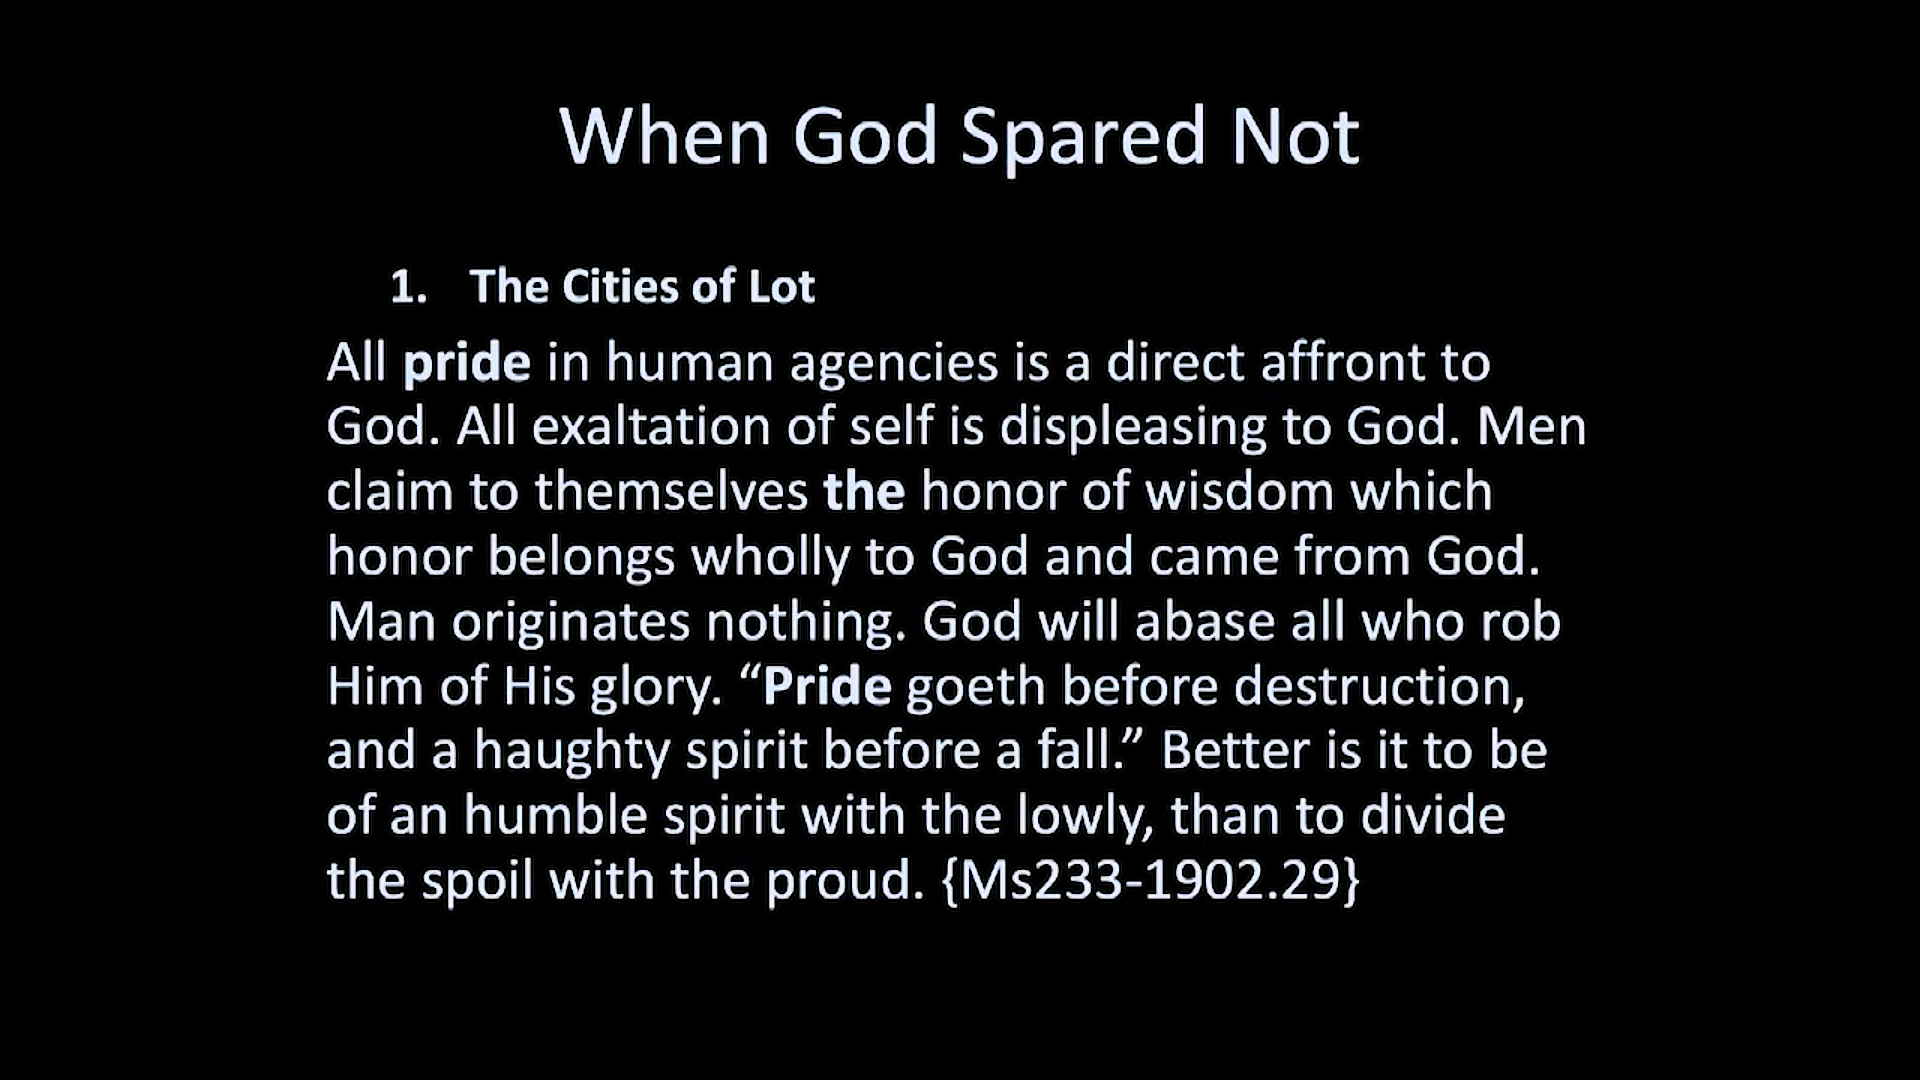 When God Spared Not
1. The Cities of Lot
All pride in human agencies is a direct affront to
God. All exaltation of self is displeasing to God. Men
claim to themselves the honor of wisdom which
honor belongs wholly to God and came from God.
Man originates nothing. God will abase all who rob
Him of His glory. “Pride goeth before destruction,
and a haughty spirit before a fall.” Better is it to be
of an humble spirit with the lowly, than to divide
the spoil with the proud. {Ms233-1902.29}